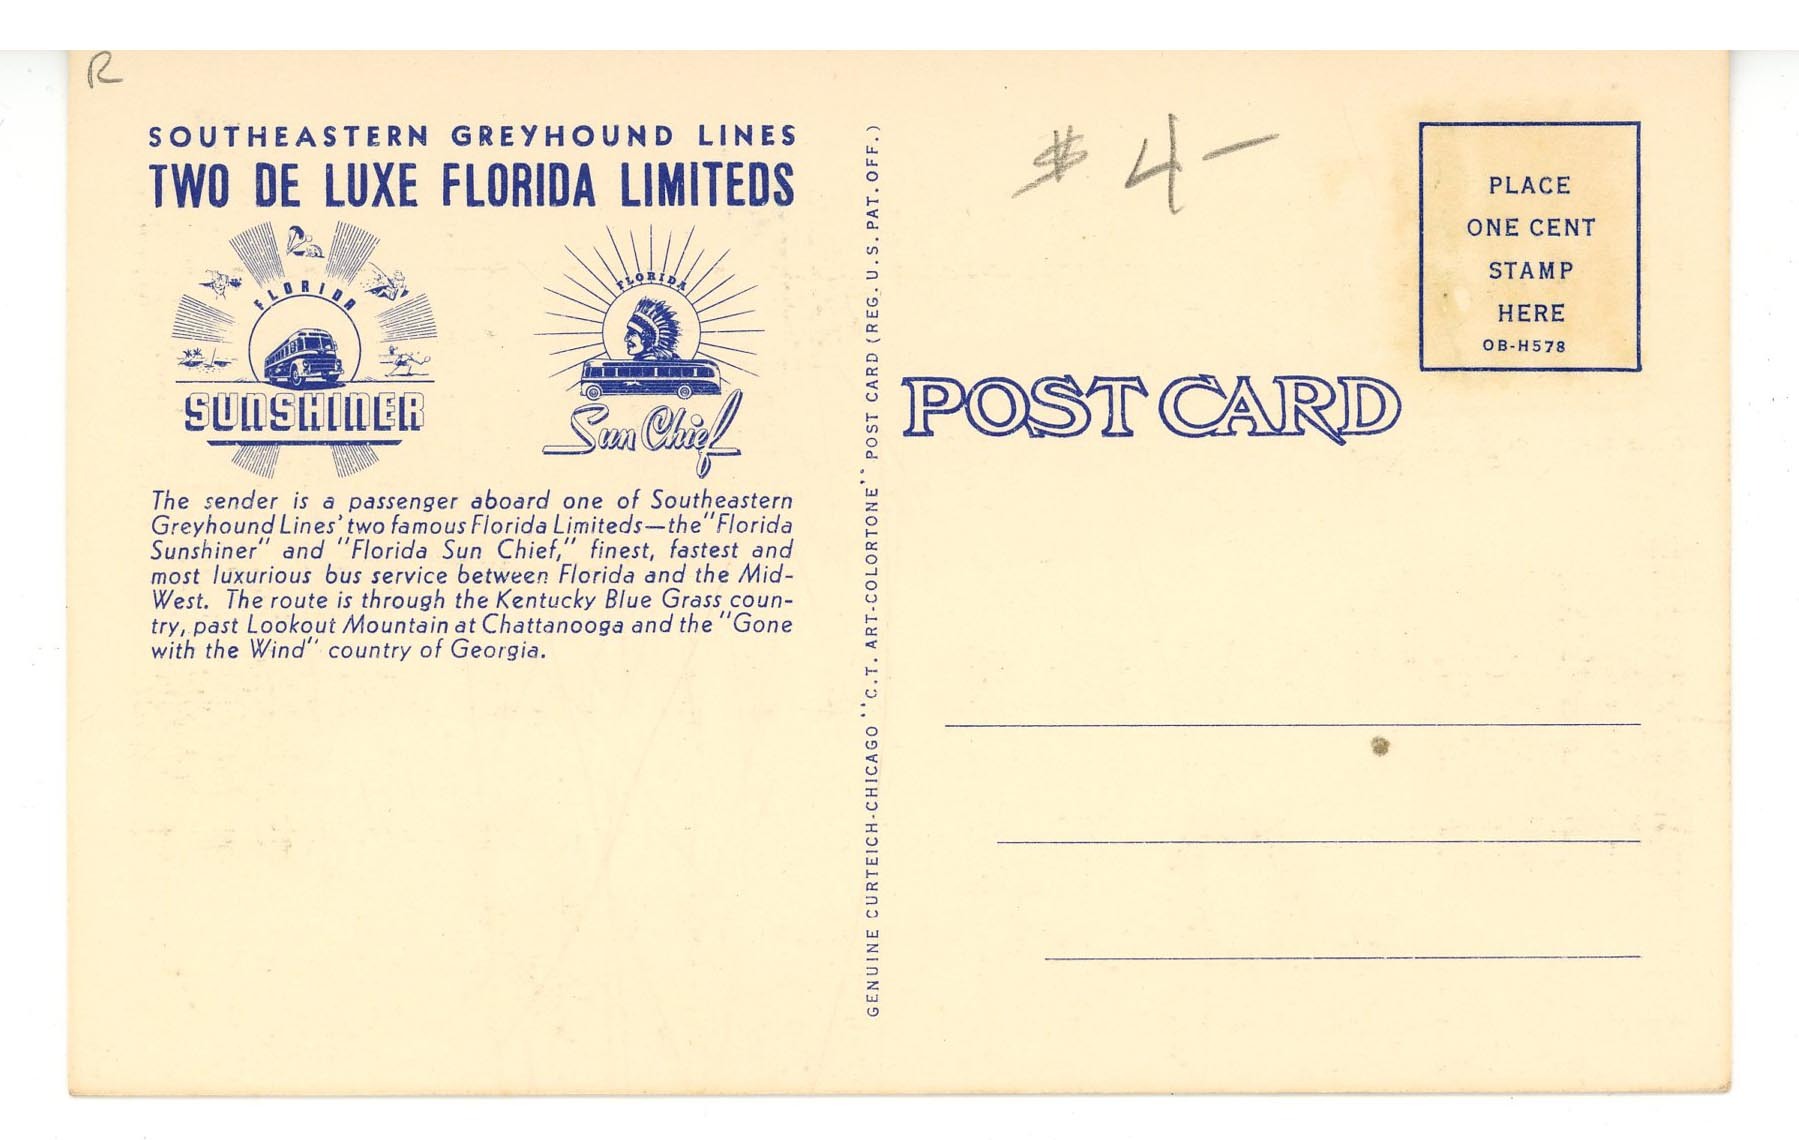 R
SOUTHEASTERN GREYHOUND LINES
TWO DE LUXE FLORIDA LIMITEDS
FLORIDA
SUNSHINER
FLORIDA
Sun Chief
The sender is a passenger aboard one of Southeastern
Greyhound Lines' two famous Florida Limiteds—the "Florida
Sunshiner" and "Florida Sun Chief," finest, fastest and
most luxurious bus service between Florida and the Mid-
West. The route is through the Kentucky Blue Grass coun-
try, past Lookout Mountain at Chattanooga and the "Gone
with the Wind" country of Georgia.
GENUINE CURTEICH-CHICAGO "C.T. ART-COLORTONE" POST CARD (REG. U.S. PAT. OFF.)
$ 4 –
POST CARD
PLACE
ONE CENT
STAMP
HERE
OB-H578